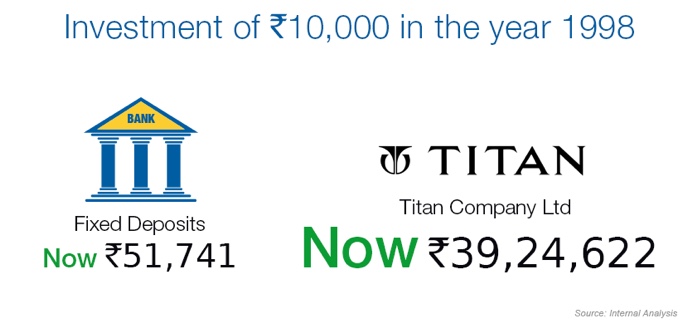 Investment of ₹10,000 in the year 1998
BANK
Fixed Deposits
Now ₹51,741
TITAN
Titan Company Ltd
Now ₹39,24,622
Source: Internal Analysis